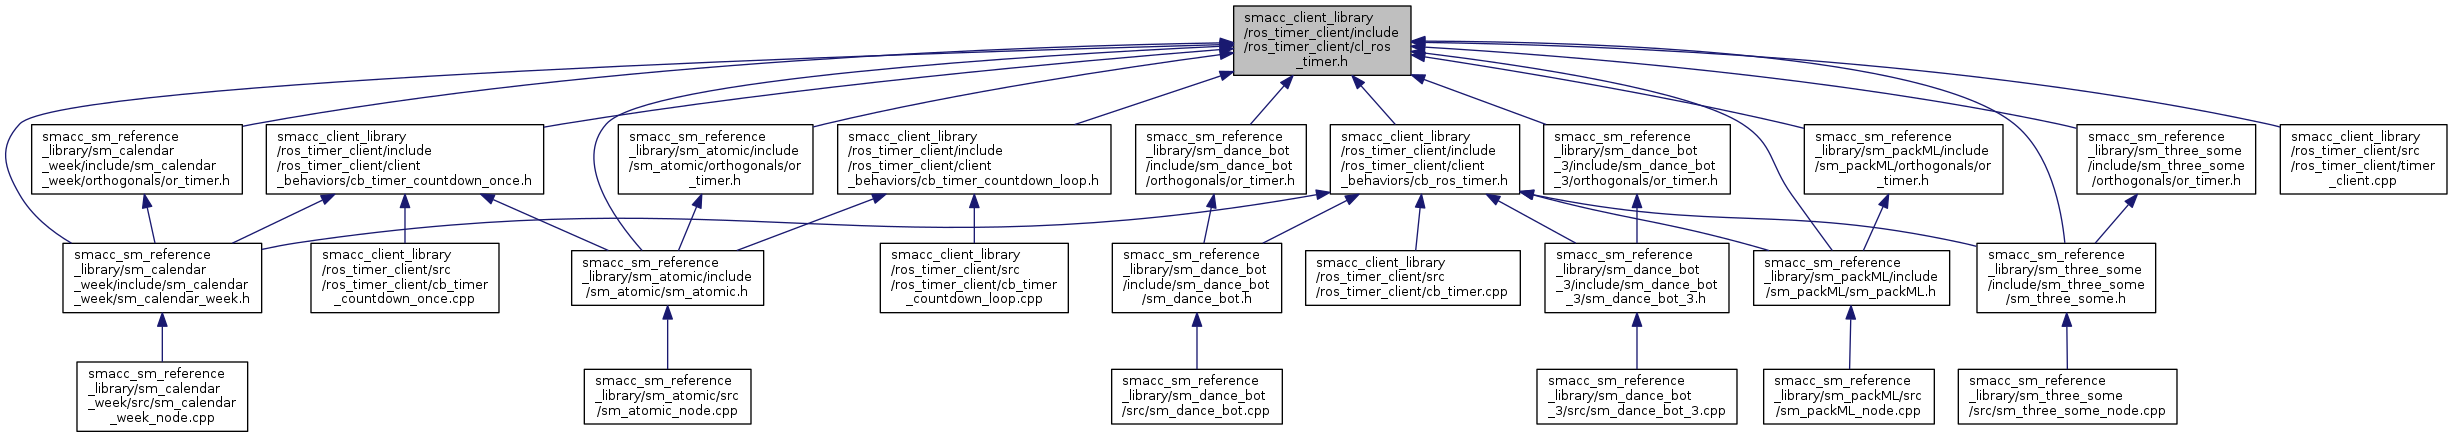 smacc_client_library
/ros_timer_client/include
/ros_timer_client/cl_ros
_timer.h
smacc_sm_reference
_library/sm_calendar
_week/include/sm_calendar
_week/orthogonals/or_timer.h
smacc_client_library
/ros_timer_client/include
/ros_timer_client/client
_behaviors/cb_timer_countdown_once.h
smacc_sm_reference
_library/sm_atomic/include
/sm_atomic/orthogonals/or
_timer.h
smacc_client_library
/ros_timer_client/include
/ros_timer_client/client
_behaviors/cb_timer_countdown_loop.h
smacc_sm_reference
_library/sm_dance_bot
/include/sm_dance_bot
/orthogonals/or_timer.h
smacc_client_library
/ros_timer_client/include
/ros_timer_client/client
_behaviors/cb_ros_timer.h
smacc_sm_reference
_library/sm_dance_bot
_3/include/sm_dance_bot
_3/orthogonals/or_timer.h
smacc_sm_reference
_library/sm_packML/include
/sm_packML/orthogonals/or
_timer.h
smacc_sm_reference
_library/sm_three_some
/include/sm_three_some
/orthogonals/or_timer.h
smacc_client_library
/ros_timer_client/src
/ros_timer_client/timer
_client.cpp
smacc_sm_reference
_library/sm_calendar
_week/include/sm_calendar
_week/sm_calendar_week.h
smacc_client_library
/ros_timer_client/src
/ros_timer_client/cb_timer
_countdown_once.cpp
smacc_sm_reference
_library/sm_atomic/include
/sm_atomic/sm_atomic.h
smacc_client_library
/ros_timer_client/src
/ros_timer_client/cb_timer
_countdown_loop.cpp
smacc_sm_reference
_library/sm_dance_bot
/include/sm_dance_bot
/sm_dance_bot.h
smacc_client_library
/ros_timer_client/src
/ros_timer_client/cb_timer.cpp
smacc_sm_reference
_library/sm_dance_bot
_3/include/sm_dance_bot
_3/sm_dance_bot_3.h
smacc_sm_reference
_library/sm_packML/include
/sm_packML/sm_packML.h
smacc_sm_reference
_library/sm_three_some
/include/sm_three_some
/sm_three_some.h
smacc_sm_reference
_library/sm_calendar
_week/src/sm_calendar
_week_node.cpp
smacc_sm_reference
_library/sm_atomic/src
/sm_atomic_node.cpp
smacc_sm_reference
_library/sm_dance_bot
/src/sm_dance_bot.cpp
smacc_sm_reference
_library/sm_dance_bot
_3/src/sm_dance_bot_3.cpp
smacc_sm_reference
_library/sm_packML/src
/sm_packML_node.cpp
smacc_sm_reference
_library/sm_three_some
/src/sm_three_some_node.cpp